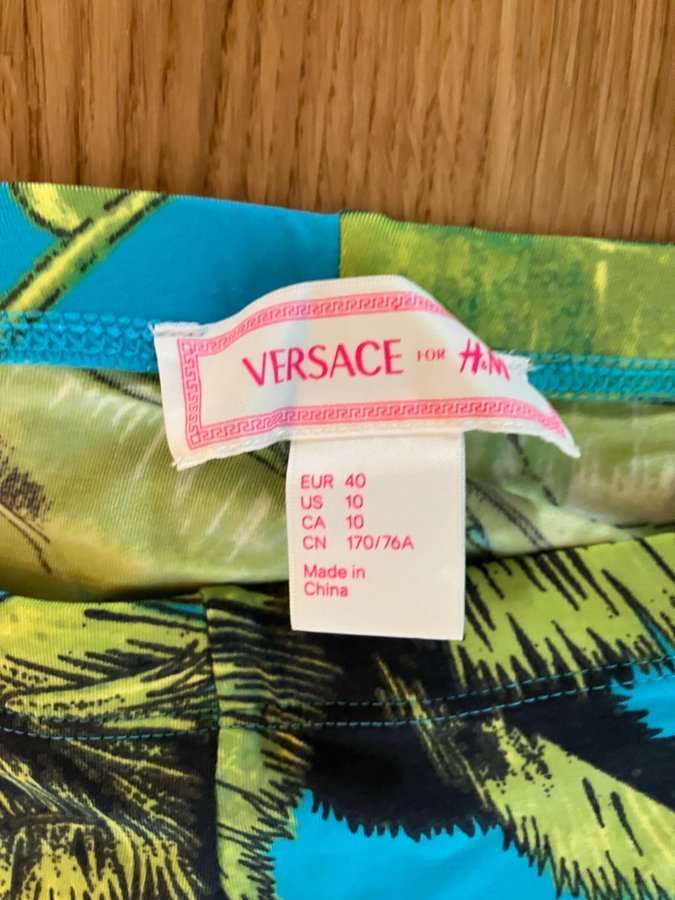 VERSACE FOR H&M
EUR 40
US 10
CA 10
CN 170/76A
Made in
China